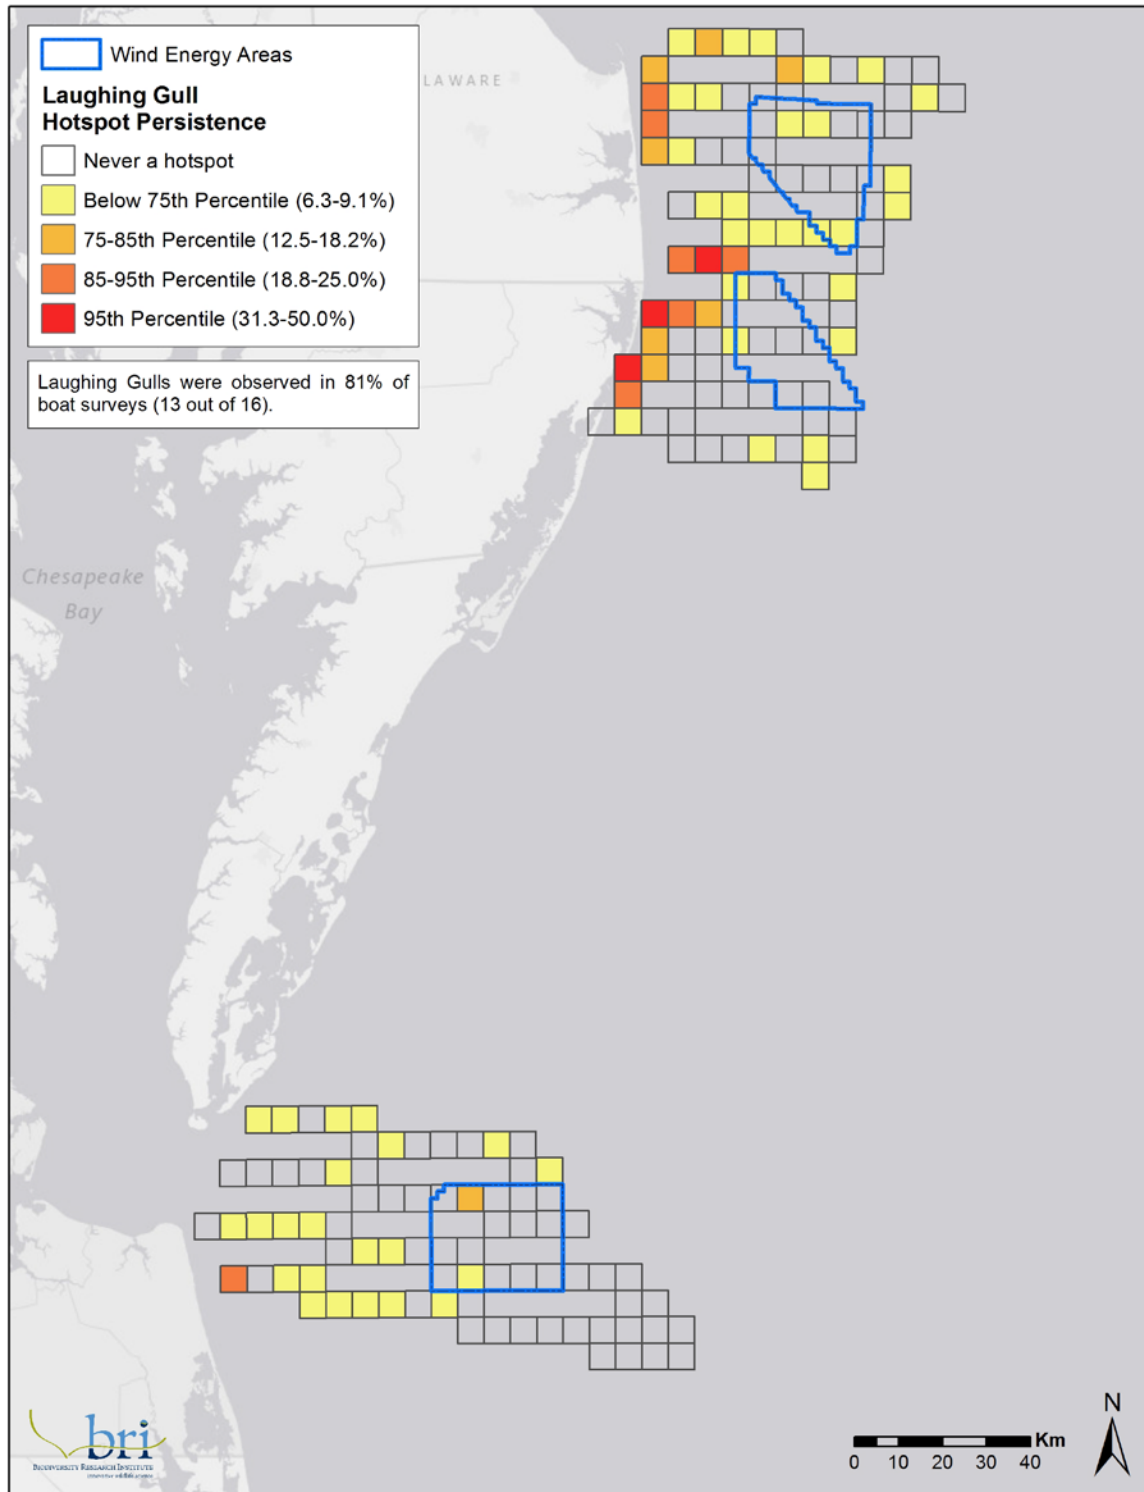 Wind Energy Areas
Laughing Gull
Hotspot Persistence
Never a hotspot
Below 75th Percentile (6.3-9.1%)
75-85th Percentile (12.5-18.2%)
85-95th Percentile (18.8-25.0%)
95th Percentile (31.3-50.0%)
Laughing Gulls were observed in 81% of
boat surveys (13 out of 16).
LAWARE
Chesapeake
Bay
bri
BIODIVERSITY RESEARCH INSTITUTE
N
Km
0 10 20 30 40